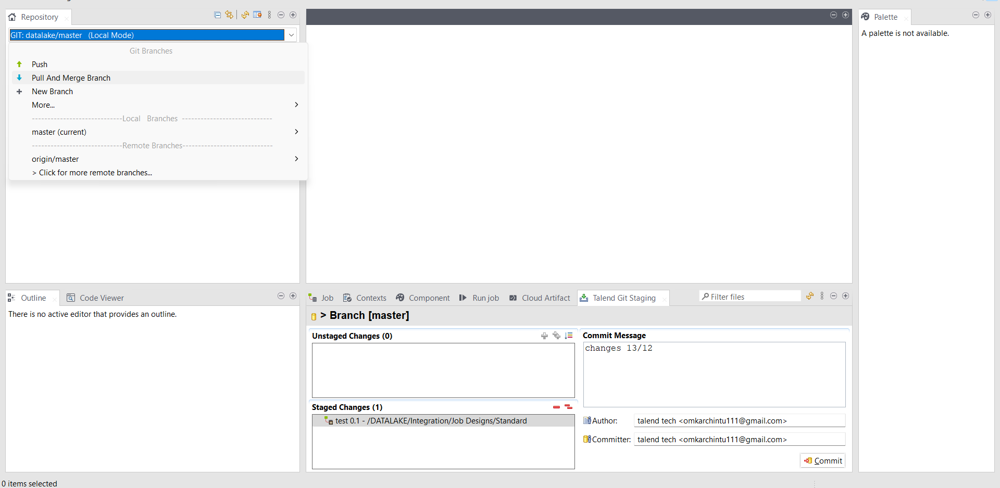 Repository
GIT: datalake/master   (Local Mode)
Git Branches
Push
Pull And Merge Branch
New Branch
More...
-----------------------------Local   Branches  -----------------------------
master (current)
-----------------------------Remote Branches-----------------------------
origin/master
> Click for more remote branches...
Palette
A palette is not available.
Outline
Code Viewer
There is no active editor that provides an outline.
Job
Contexts
Component
Run job
Cloud Artifact
Talend Git Staging
Filter files
> Branch [master]
Unstaged Changes (0)
Staged Changes (1)
test 0.1 - /DATALAKE/Integration/Job Designs/Standard
Commit Message
changes 13/12
Author: talend tech <omkarchintu111@gmail.com>
Committer: talend tech <omkarchintu111@gmail.com>
Commit
0 items selected